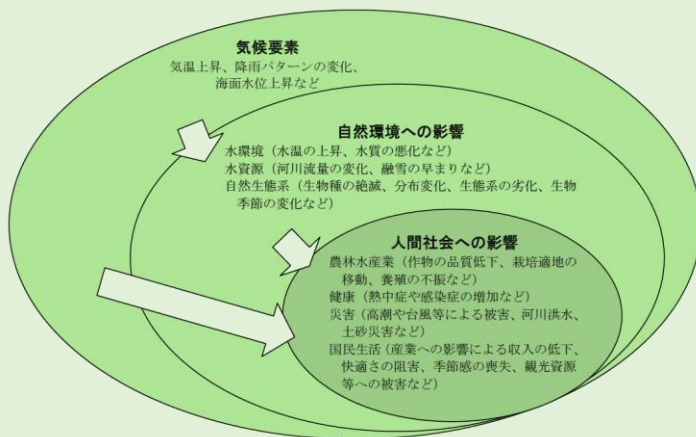 気候要素
気温上昇、降雨パターンの変化、
海面水位上昇など
自然環境への影響
水環境（水温の上昇、水質の悪化など）
水資源（河川流量の変化、融雪の早まりなど）
自然生態系（生物種の絶滅、分布変化、生態系の劣化、生物
季節の変化など）
人間社会への影響
農林水産業（作物の品質低下、栽培適地の
移動、養殖の不振など）
健康（熱中症や感染症の増加など）
災害（高潮や台風等による被害、河川洪水、
土砂災害など）
国民生活（産業への影響による収入の低下、
快適さの阻害、季節感の喪失、観光資源
等への被害など）